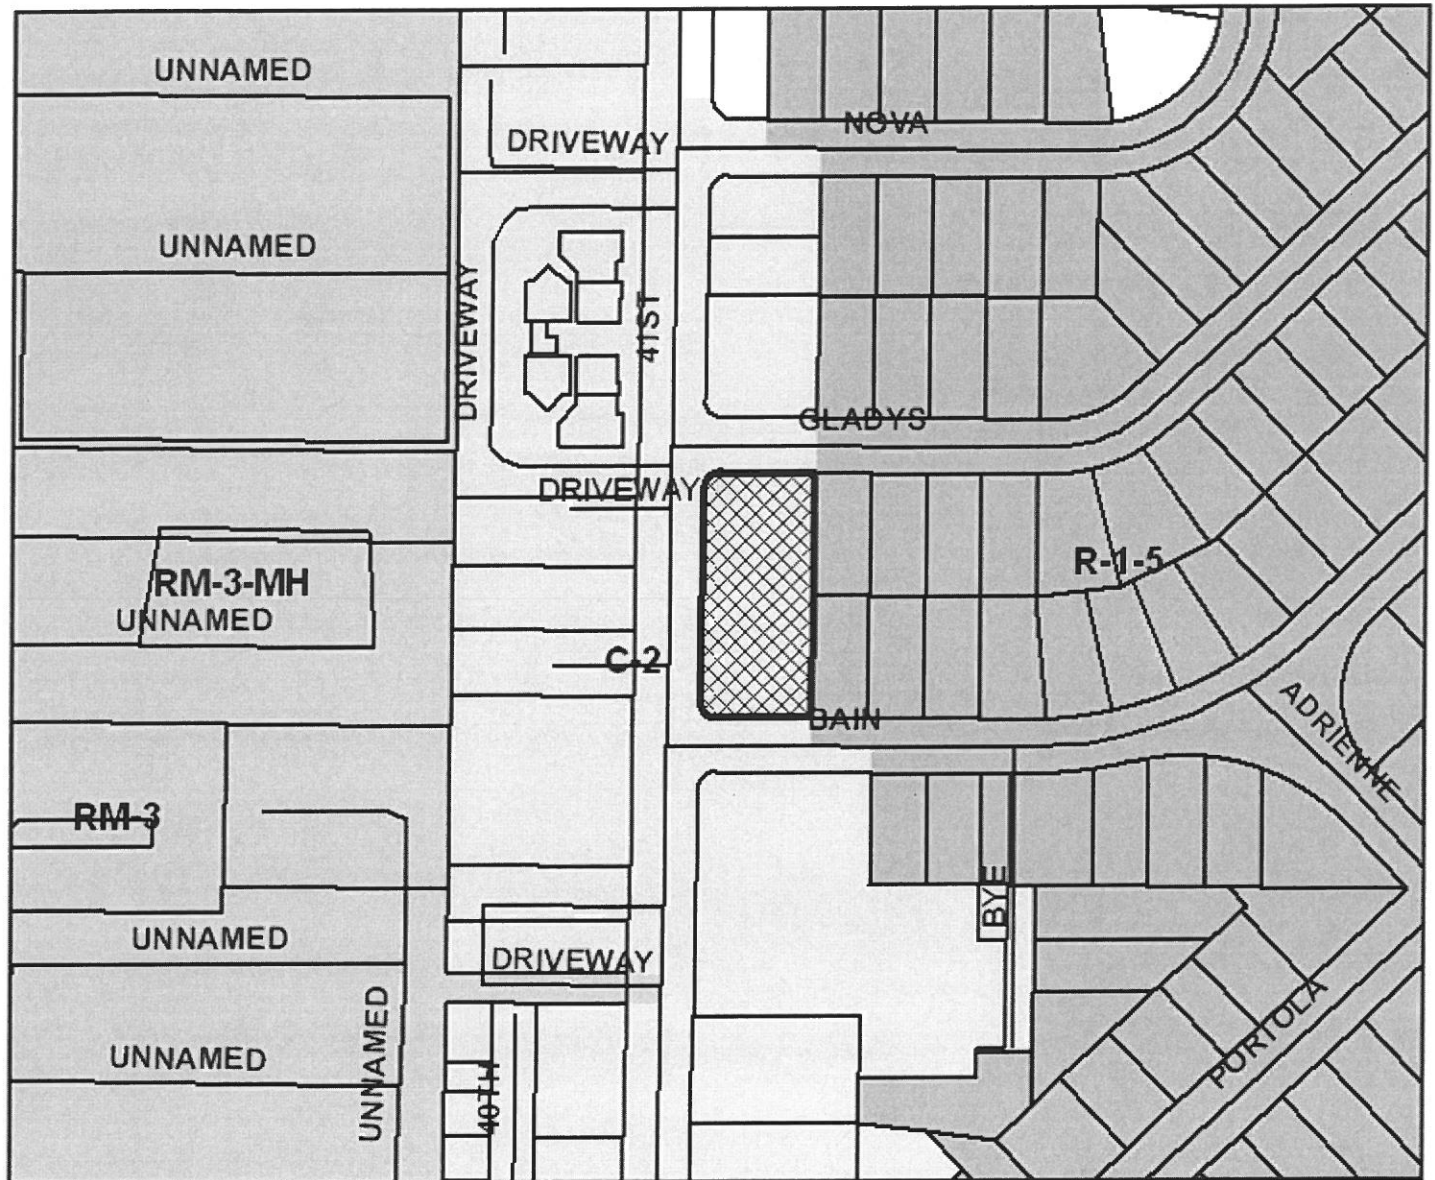 UNNAMED
NOVA
DRIVEWAY
UNNAMED
DRIVEWAY
41ST
GLADYS
DRIVEWAY
R-1-5
RM-3-MH
UNNAMED
C-2
BAIN
ADRIENNE
RM-3
BYE
UNNAMED
DRIVEWAY
UNNAMED
UNNAMED
40TH
PORTOLA